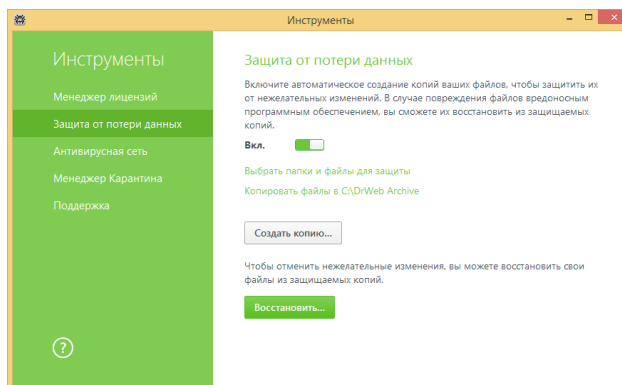 Инструменты
Инструменты
Менеджер лицензий
Защита от потери данных
Антивирусная сеть
Менеджер Карантина
Поддержка
?
Защита от потери данных
Включите автоматическое создание копий ваших файлов, чтобы защитить их
от нежелательных изменений. В случае повреждения файлов вредоносным
программным обеспечением, вы сможете их восстановить из защищаемых
копий.
Вкл.
Выбрать папки и файлы для защиты
Копировать файлы в C:\DrWeb Archive
Создать копию...
Чтобы отменить нежелательные изменения, вы можете восстановить свои
файлы из защищаемых копий.
Восстановить...